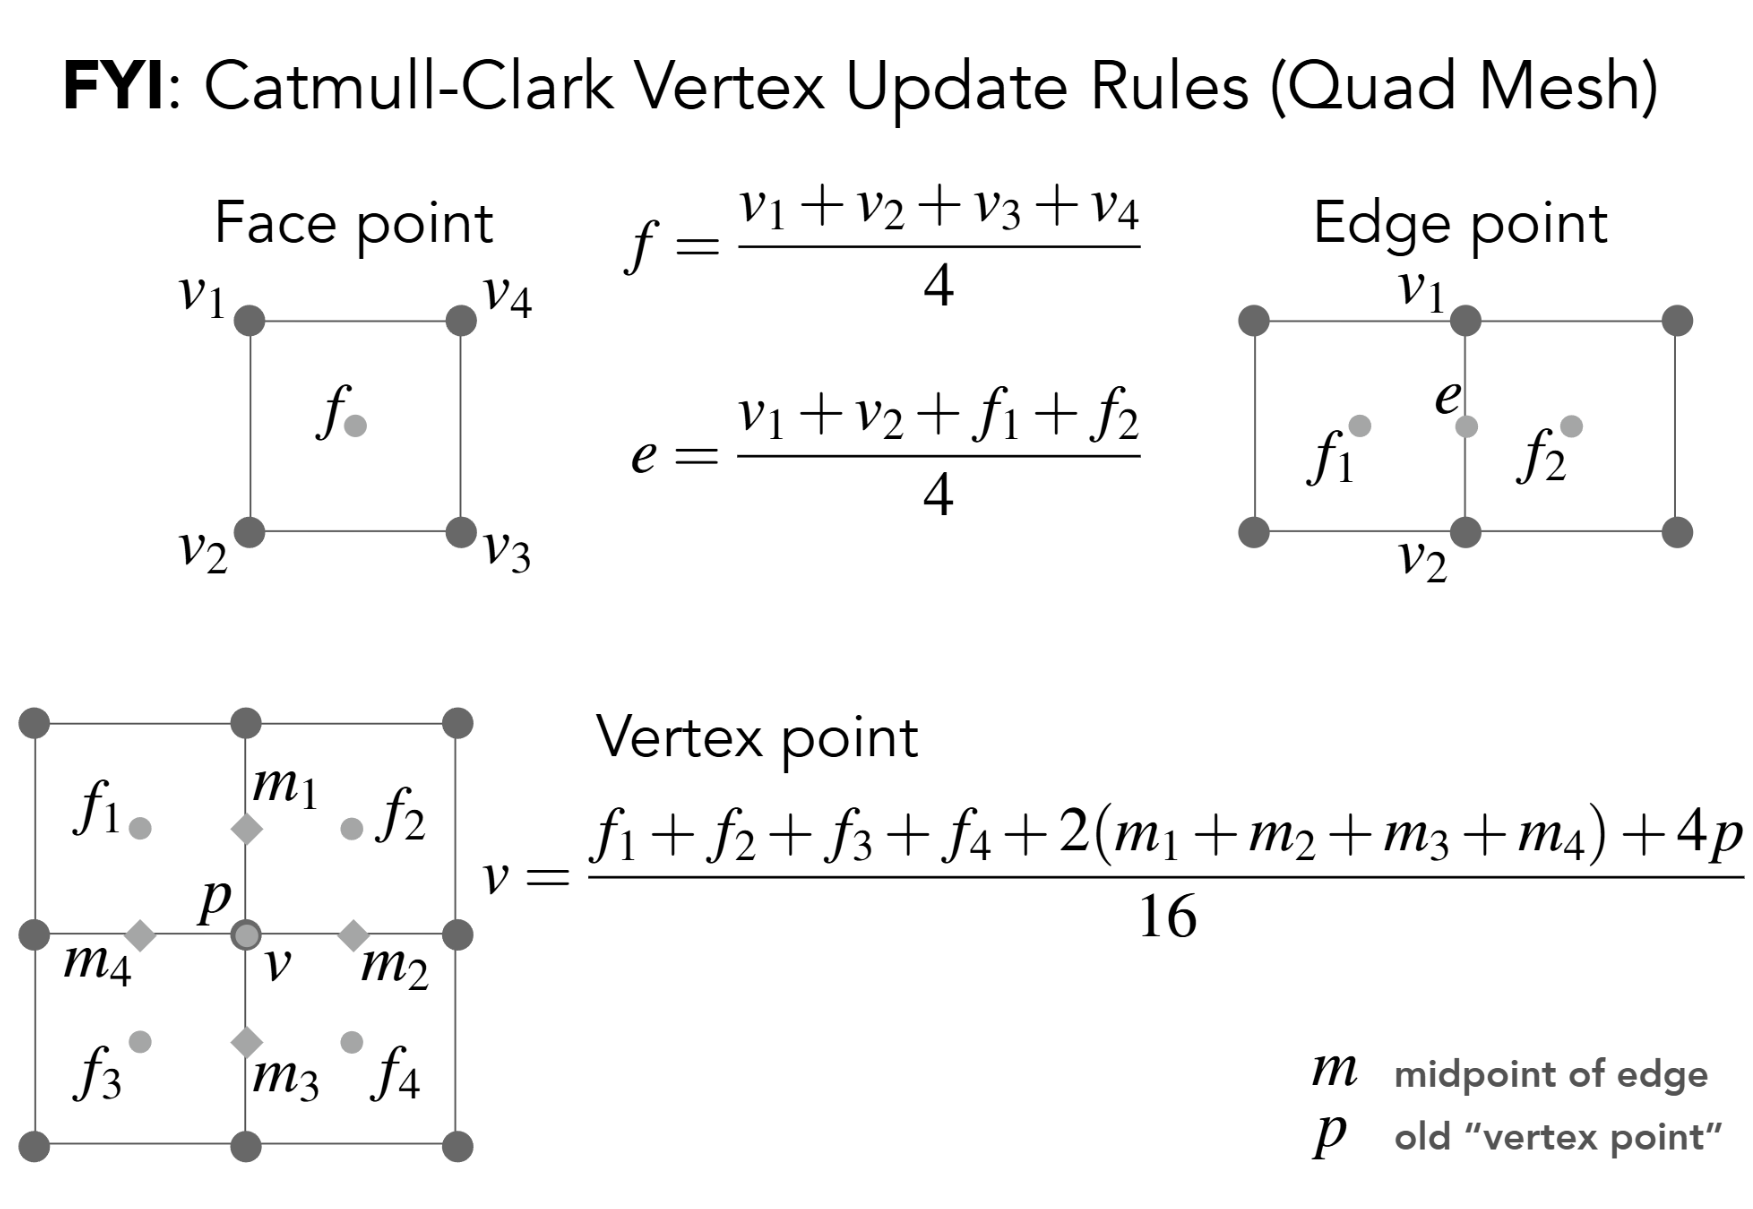 FYI: Catmull-Clark Vertex Update Rules (Quad Mesh)
Face point
f = (v₁ + v₂ + v₃ + v₄) / 4
Edge point
v₁
v₄
f
v₂
v₃
e = (v₁ + v₂ + f₁ + f₂) / 4
v₁
e
f₁
f₂
v₂
Vertex point
v = (f₁ + f₂ + f₃ + f₄ + 2(m₁ + m₂ + m₃ + m₄) + 4p) / 16
f₁
m₁
f₂
p
m₄
v
m₂
f₃
m₃
f₄
m midpoint of edge
p old “vertex point”